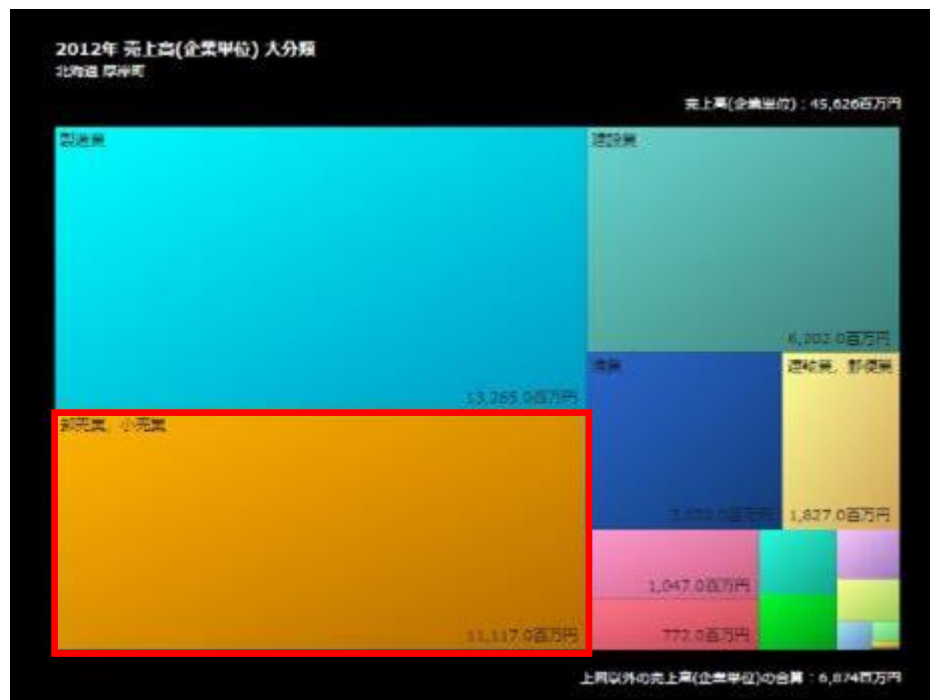 2012年 売上高(企業単位) 大分類
北海道 厚岸町
売上高(企業単位)：45,626百万円
製造業
建設業
6,202.0百万円
13,265.0百万円
漁業
運輸業，郵便業
1,827.0百万円
卸売業，小売業
11,117.0百万円
1,047.0百万円
772.0百万円
上図以外の売上高(企業単位)の合算：6,874百万円